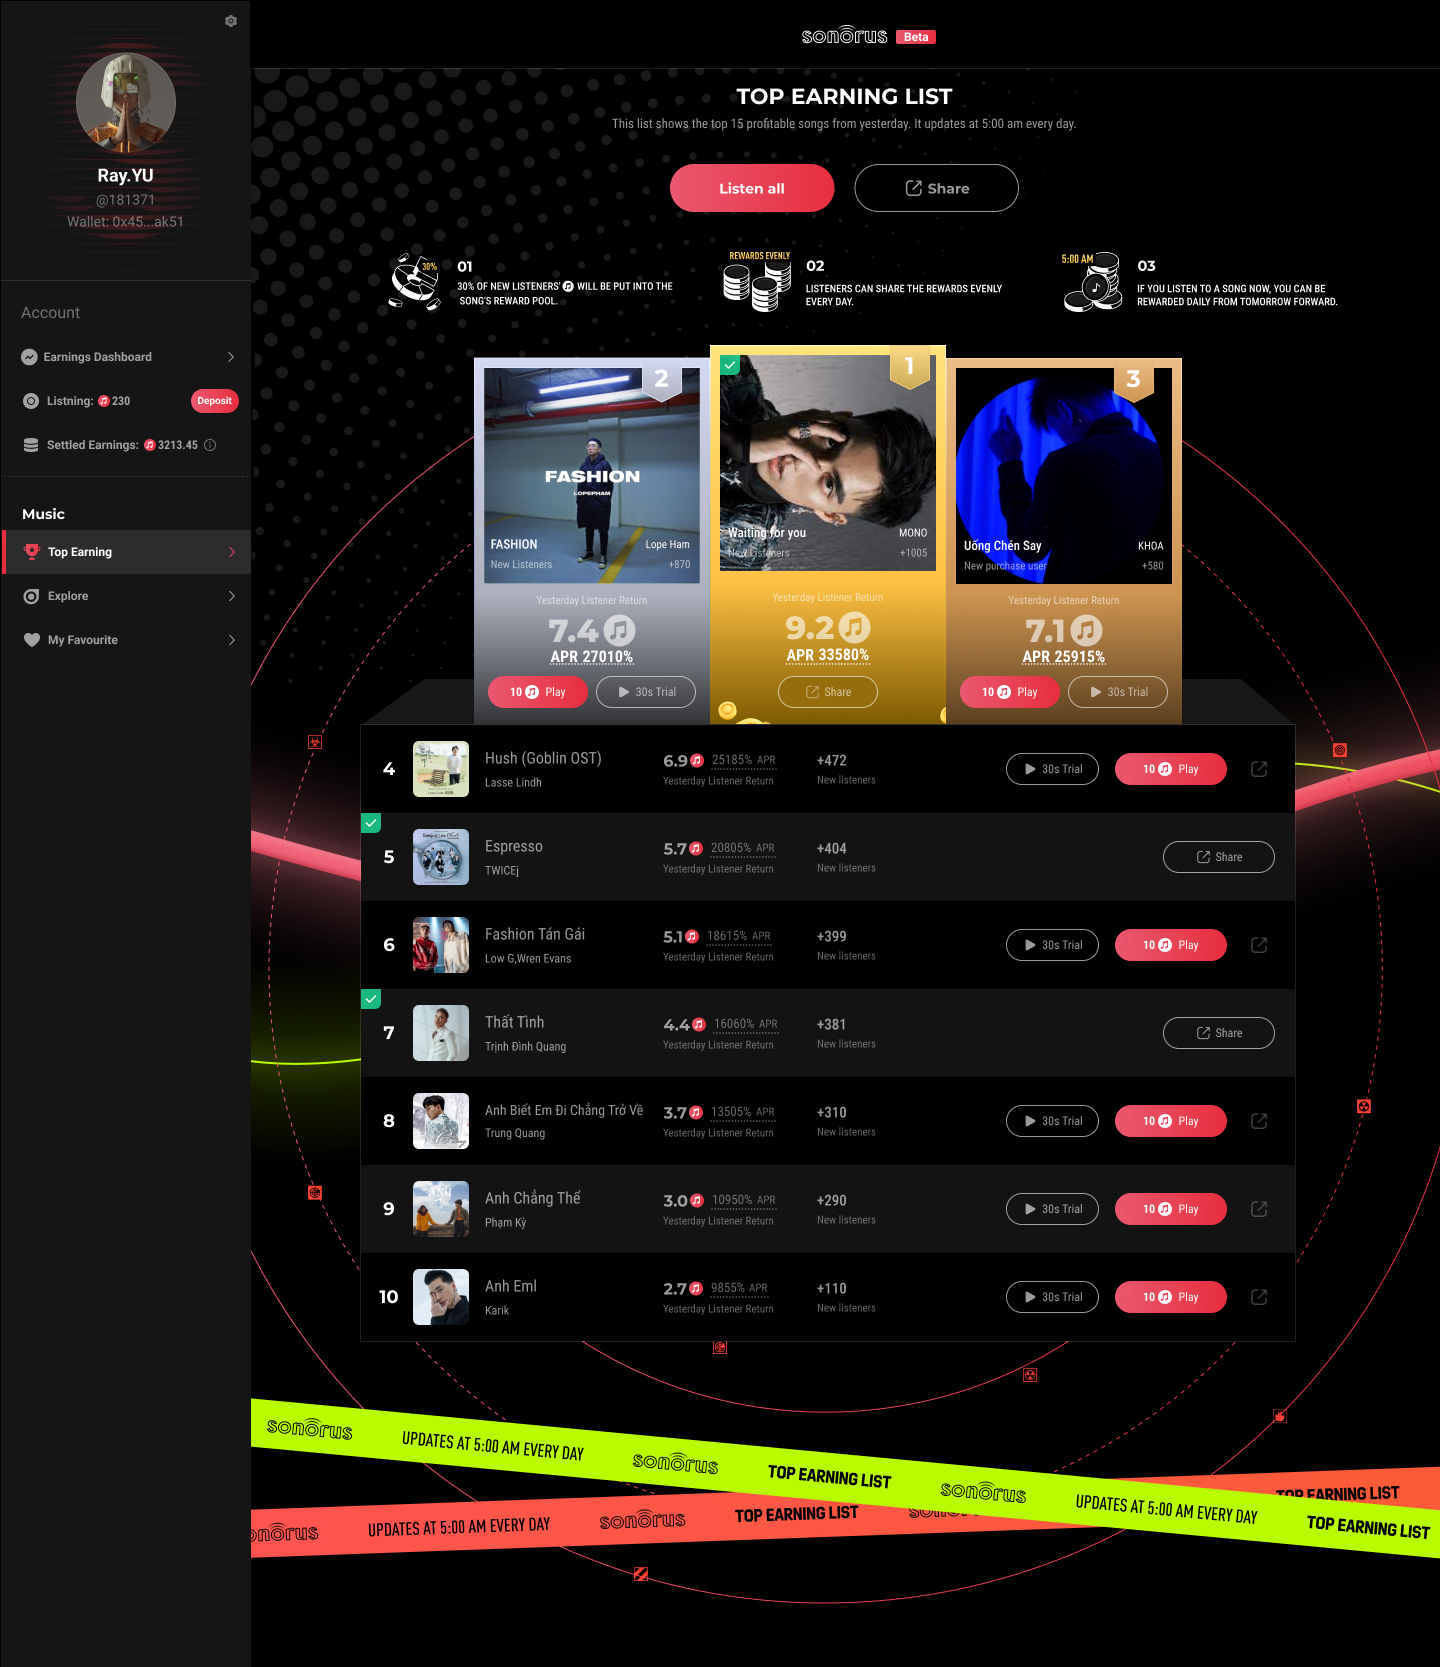 Ray.YU
@181371
Wallet: 0x45...ak51
Account
Earnings Dashboard
Listning: 230
Deposit
Settled Earnings: 3213.45
Music
Top Earning
Explore
My Favourite
sonorus Beta
TOP EARNING LIST
This list shows the top 15 profitable songs from yesterday. It updates at 5:00 am every day.
Listen all
Share
30%
01
30% OF NEW LISTENERS' WILL BE PUT INTO THE
SONG'S REWARD POOL.
REWARDS EVENLY
02
LISTENERS CAN SHARE THE REWARDS EVENLY
EVERY DAY.
5:00 AM
03
IF YOU LISTEN TO A SONG NOW, YOU CAN BE
REWARDED DAILY FROM TOMORROW FORWARD.
2
FASHION
LOPEPHAM
FASHION Lope Ham
New Listeners +870
Yesterday Listener Return
7.4
APR 27010%
10 Play
30s Trial
1
Waiting for you MONO
New Listeners +1005
Yesterday Listener Return
9.2
APR 33580%
Share
3
Uống Chén Say KHOA
New purchase user +580
Yesterday Listener Return
7.1
APR 25915%
10 Play
30s Trial
4
Hush (Goblin OST)
Lasse Lindh
6.9 25185% APR
Yesterday Listener Return
+472
New listeners
30s Trial
10 Play
5
Espresso
TWICEj
5.7 20805% APR
Yesterday Listener Return
+404
New listeners
Share
6
Fashion Tán Gái
Low G,Wren Evans
5.1 18615% APR
Yesterday Listener Return
+399
New listeners
30s Trial
10 Play
7
Thất Tình
Trịnh Đình Quang
4.4 16060% APR
Yesterday Listener Return
+381
New listeners
Share
8
Anh Biết Em Đi Chẳng Trở Về
Trung Quang
3.7 13505% APR
Yesterday Listener Return
+310
New listeners
30s Trial
10 Play
9
Anh Chẳng Thể
Phạm Kỳ
3.0 10950% APR
Yesterday Listener Return
+290
New listeners
30s Trial
10 Play
10
Anh Eml
Karik
2.7 9855% APR
Yesterday Listener Return
+110
New listeners
30s Trial
10 Play
sonorus UPDATES AT 5:00 AM EVERY DAY sonorus TOP EARNING LIST sonorus UPDATES AT 5:00 AM EVERY DAY TOP EARNING LIST
sonorus UPDATES AT 5:00 AM EVERY DAY sonorus TOP EARNING LIST sonorus TOP EARNING LIST